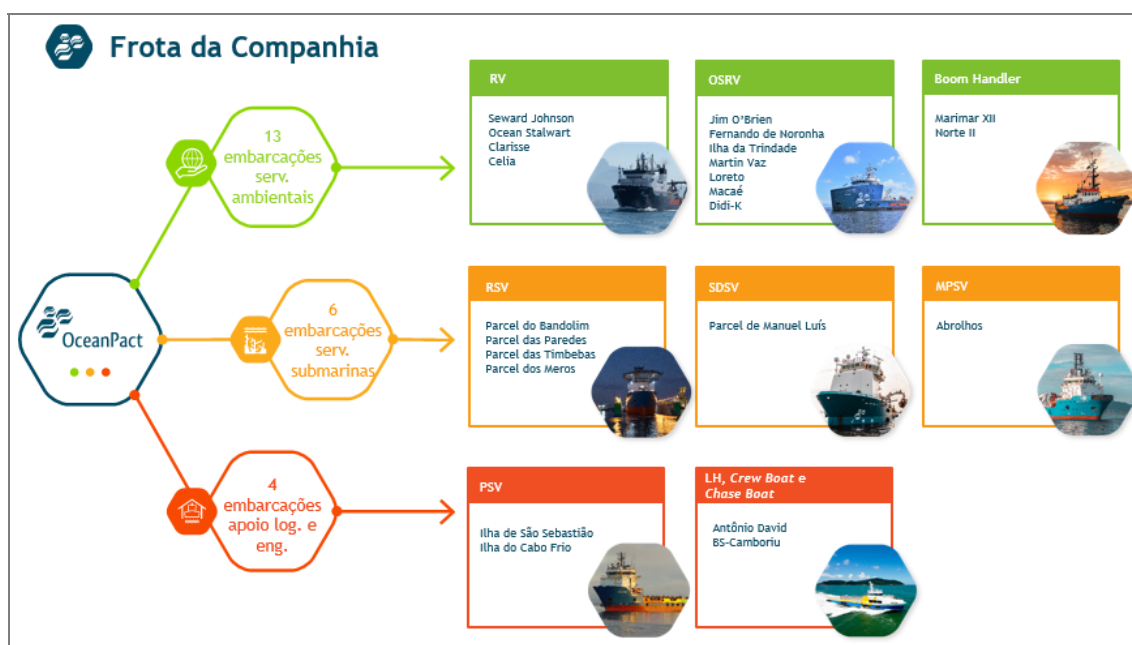 Frota da Companhia
13
embarcações
serv.
ambientais
RV
Seward Johnson
Ocean Stalwart
Clarisse
Celia
OSRV
Jim O'Brien
Fernando de Noronha
Ilha da Trindade
Martin Vaz
Loreto
Macaé
Didi-K
Boom Handler
Marimar XII
Norte II
OceanPact
6
embarcações
serv.
submarinas
RSV
Parcel do Bandolim
Parcel das Paredes
Parcel das Timbebas
Parcel dos Meros
SDSV
Parcel de Manuel Luís
MPSV
Abrolhos
4
embarcações
apoio log. e
eng.
PSV
Ilha de São Sebastião
Ilha do Cabo Frio
LH, Crew Boat e
Chase Boat
Antônio David
BS-Camboriu